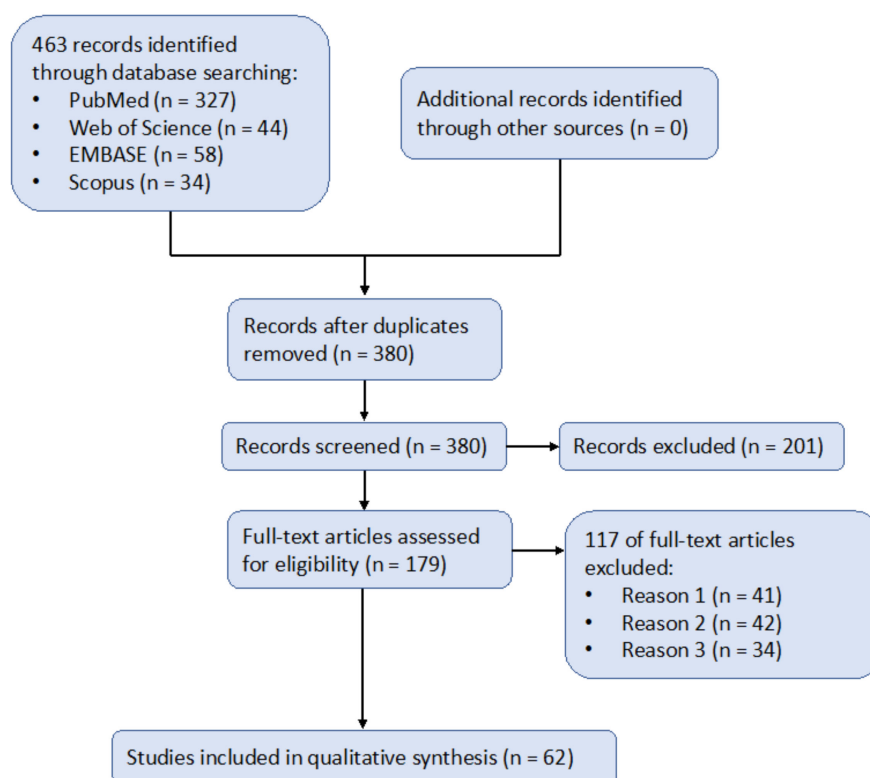 463 records identified
through database searching:
• PubMed (n = 327)
• Web of Science (n = 44)
• EMBASE (n = 58)
• Scopus (n = 34)
Additional records identified
through other sources (n = 0)
Records after duplicates
removed (n = 380)
Records screened (n = 380)
Records excluded (n = 201)
Full-text articles assessed
for eligibility (n = 179)
117 of full-text articles
excluded:
• Reason 1 (n = 41)
• Reason 2 (n = 42)
• Reason 3 (n = 34)
Studies included in qualitative synthesis (n = 62)